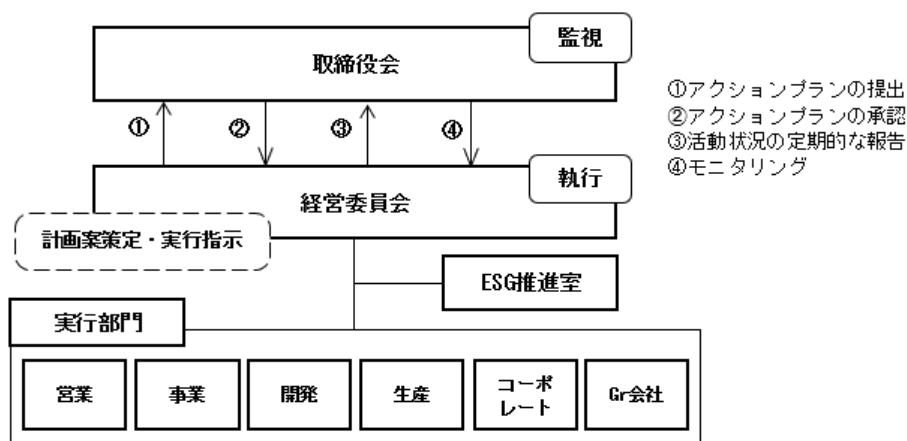 監視
取締役会
①アクションプランの提出
②アクションプランの承認
③活動状況の定期的な報告
④モニタリング
① ② ③ ④
執行
経営委員会
計画案策定・実行指示
ESG推進室
実行部門
営業
事業
開発
生産
コーポ
レート
Gr会社